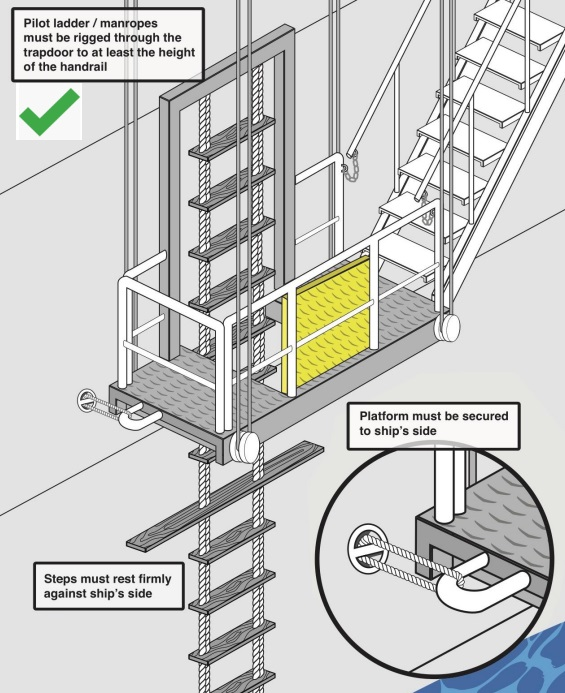 Pilot ladder / manropes
must be rigged through the
trapdoor to at least the height
of the handrail
Platform must be secured
to ship's side
Steps must rest firmly
against ship's side